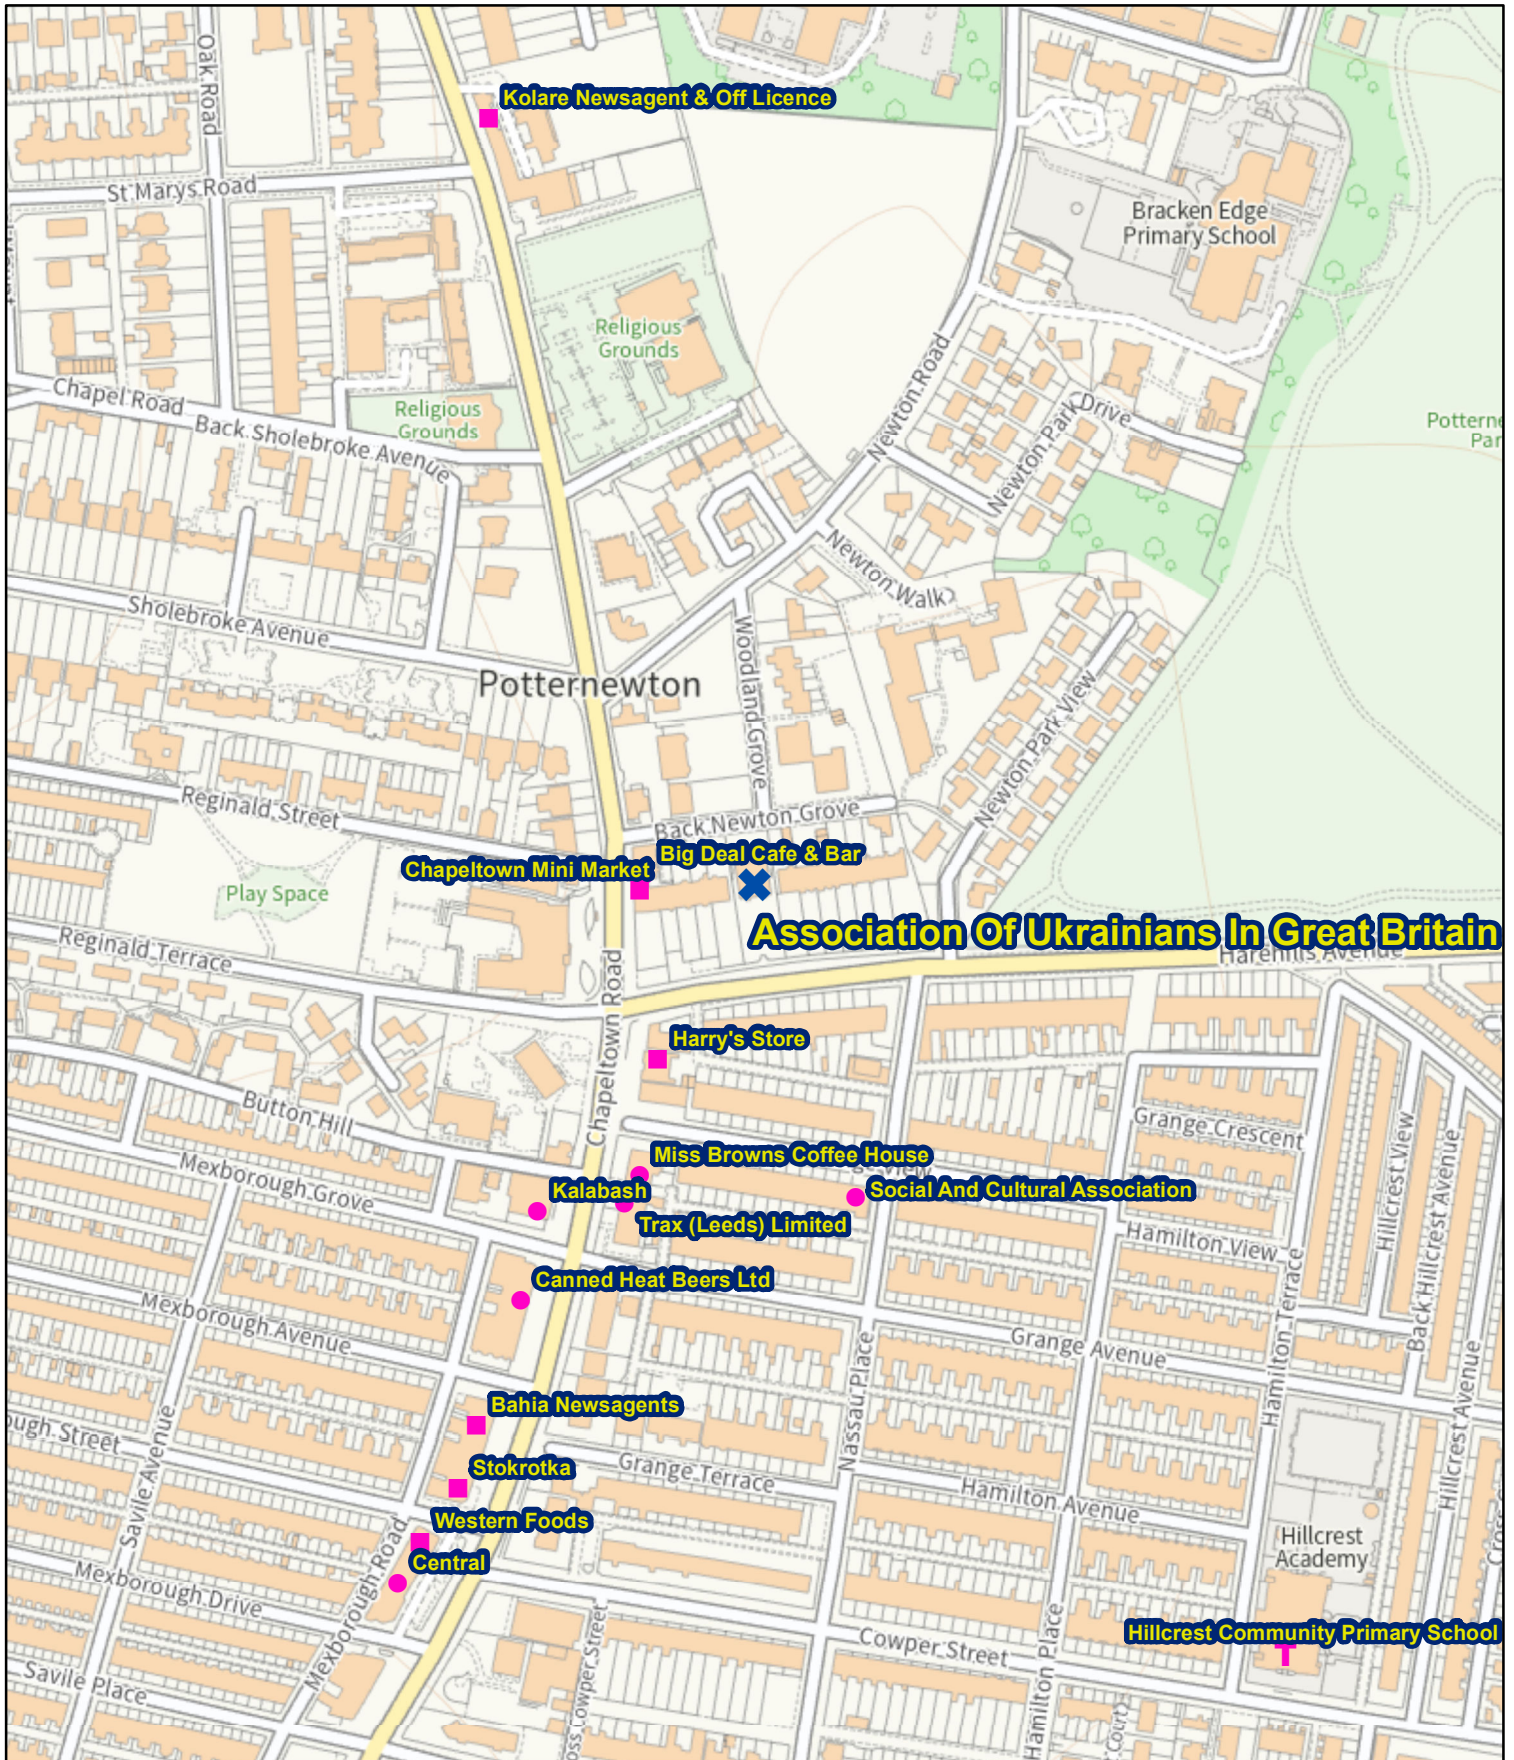 Oak Road
Kolare Newsagent & Off Licence
St Marys Road
Bracken Edge
Primary School
Religious
Grounds
Newton Road
Chapel Road
Religious
Grounds
Back Sholebroke Avenue
Newton Park Drive
Newton Walk
Sholebroke Avenue
Woodland Grove
Potternewton
Newton Park View
Reginald Street
Back Newton Grove
Big Deal Cafe & Bar
Chapeltown Mini Market
Play Space
Association Of Ukrainians In Great Britain
Harehills Avenue
Reginald Terrace
Chapeltown Road
Harry's Store
Button Hill
Grange Crescent
Hillcrest View
Back Hillcrest Avenue
Miss Browns Coffee House
Mexborough Grove
Kalabash
Social And Cultural Association
Trax (Leeds) Limited
Hamilton View
Canned Heat Beers Ltd
Mexborough Avenue
Grange Avenue
Hamilton Terrace
Nassau Place
Bahia Newsagents
Savile Avenue
Stokrotka
Grange Terrace
Hamilton Avenue
Hillcrest Avenue
Western Foods
Hillcrest
Academy
Central
Mexborough Road
Mexborough Drive
Hillcrest Community Primary School
Cowper Street
Hamilton Place
Savile Place